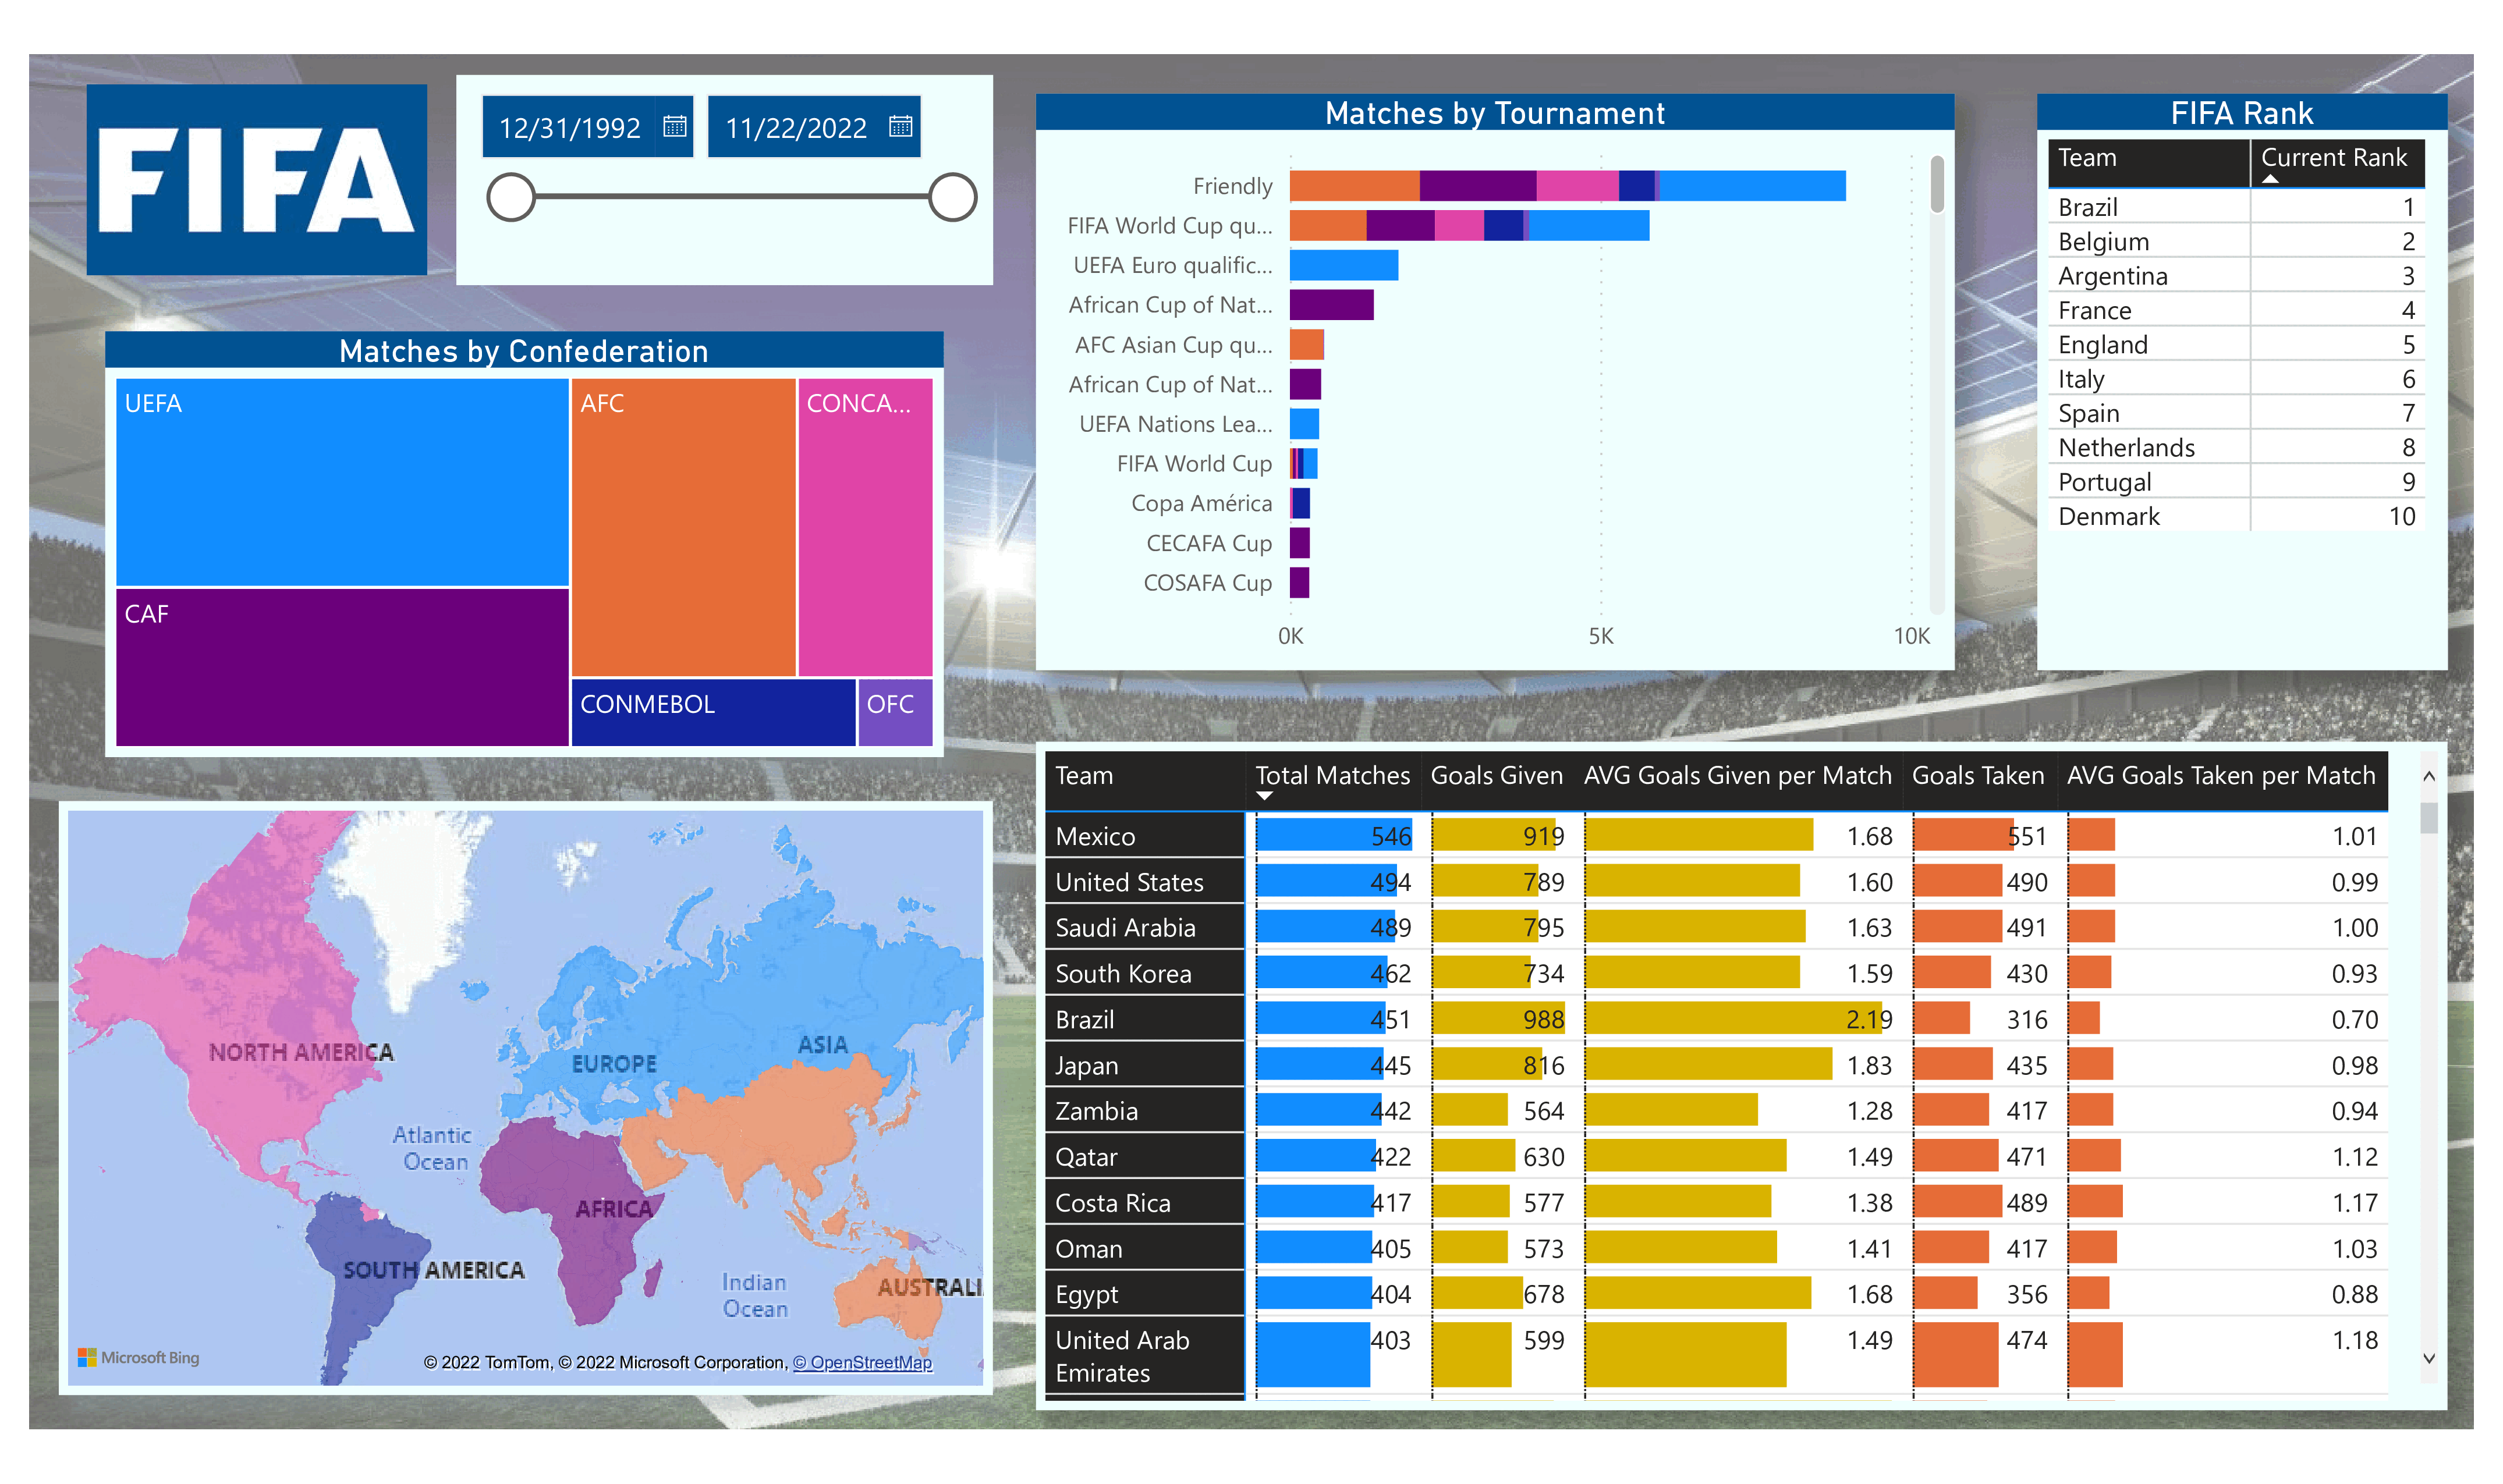 FIFA
12/31/1992
11/22/2022
Matches by Tournament
Friendly
FIFA World Cup qu...
UEFA Euro qualific...
African Cup of Nat...
AFC Asian Cup qu...
African Cup of Nat...
UEFA Nations Lea...
FIFA World Cup
Copa América
CECAFA Cup
COSAFA Cup
0K 5K 10K
FIFA Rank
Team Current Rank
Brazil 1
Belgium 2
Argentina 3
France 4
England 5
Italy 6
Spain 7
Netherlands 8
Portugal 9
Denmark 10
Matches by Confederation
UEFA
AFC
CONCA...
CAF
CONMEBOL
OFC
NORTH AMERICA
EUROPE
ASIA
Atlantic
Ocean
AFRICA
SOUTH AMERICA
Indian
Ocean
AUSTRALI
Microsoft Bing
© 2022 TomTom, © 2022 Microsoft Corporation, © OpenStreetMap
Team Total Matches Goals Given AVG Goals Given per Match Goals Taken AVG Goals Taken per Match
Mexico 546 919 1.68 551 1.01
United States 494 789 1.60 490 0.99
Saudi Arabia 489 795 1.63 491 1.00
South Korea 462 734 1.59 430 0.93
Brazil 451 988 2.19 316 0.70
Japan 445 816 1.83 435 0.98
Zambia 442 564 1.28 417 0.94
Qatar 422 630 1.49 471 1.12
Costa Rica 417 577 1.38 489 1.17
Oman 405 573 1.41 417 1.03
Egypt 404 678 1.68 356 0.88
United Arab 403 599 1.49 474 1.18
Emirates